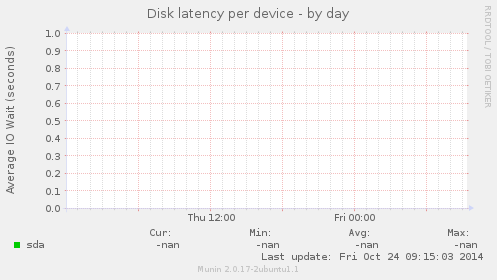 Disk latency per device - by day
RRDTOOL / TOBI OETIKER
Average IO Wait (seconds)
1.0
0.9
0.8
0.7
0.6
0.5
0.4
0.3
0.2
0.1
0.0
Thu 12:00 Fri 00:00
Cur: Min: Avg: Max:
sda -nan -nan -nan -nan
Last update: Fri Oct 24 09:15:03 2014
Munin 2.0.17-2ubuntu1.1